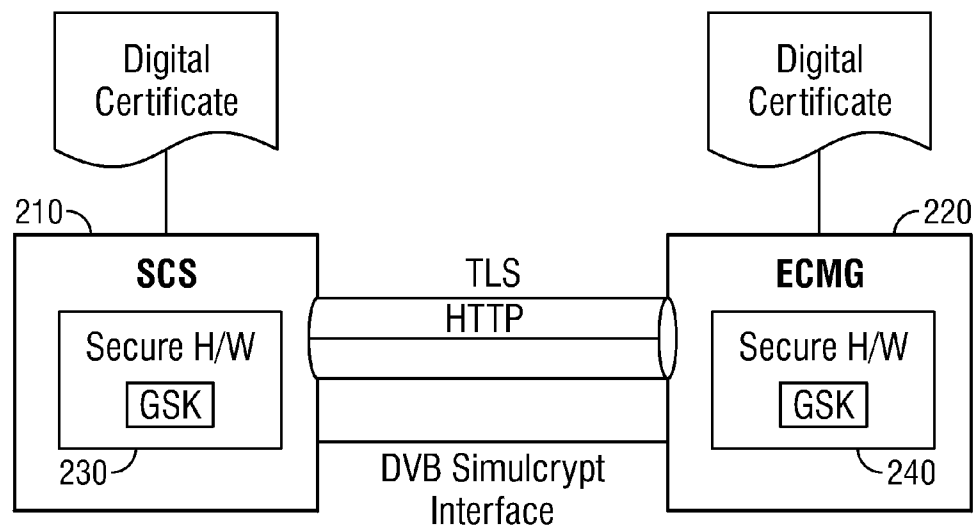 Digital
Certificate
Digital
Certificate
210
220
SCS
TLS
ECMG
HTTP
Secure H/W
GSK
Secure H/W
GSK
230
DVB Simulcrypt
Interface
240